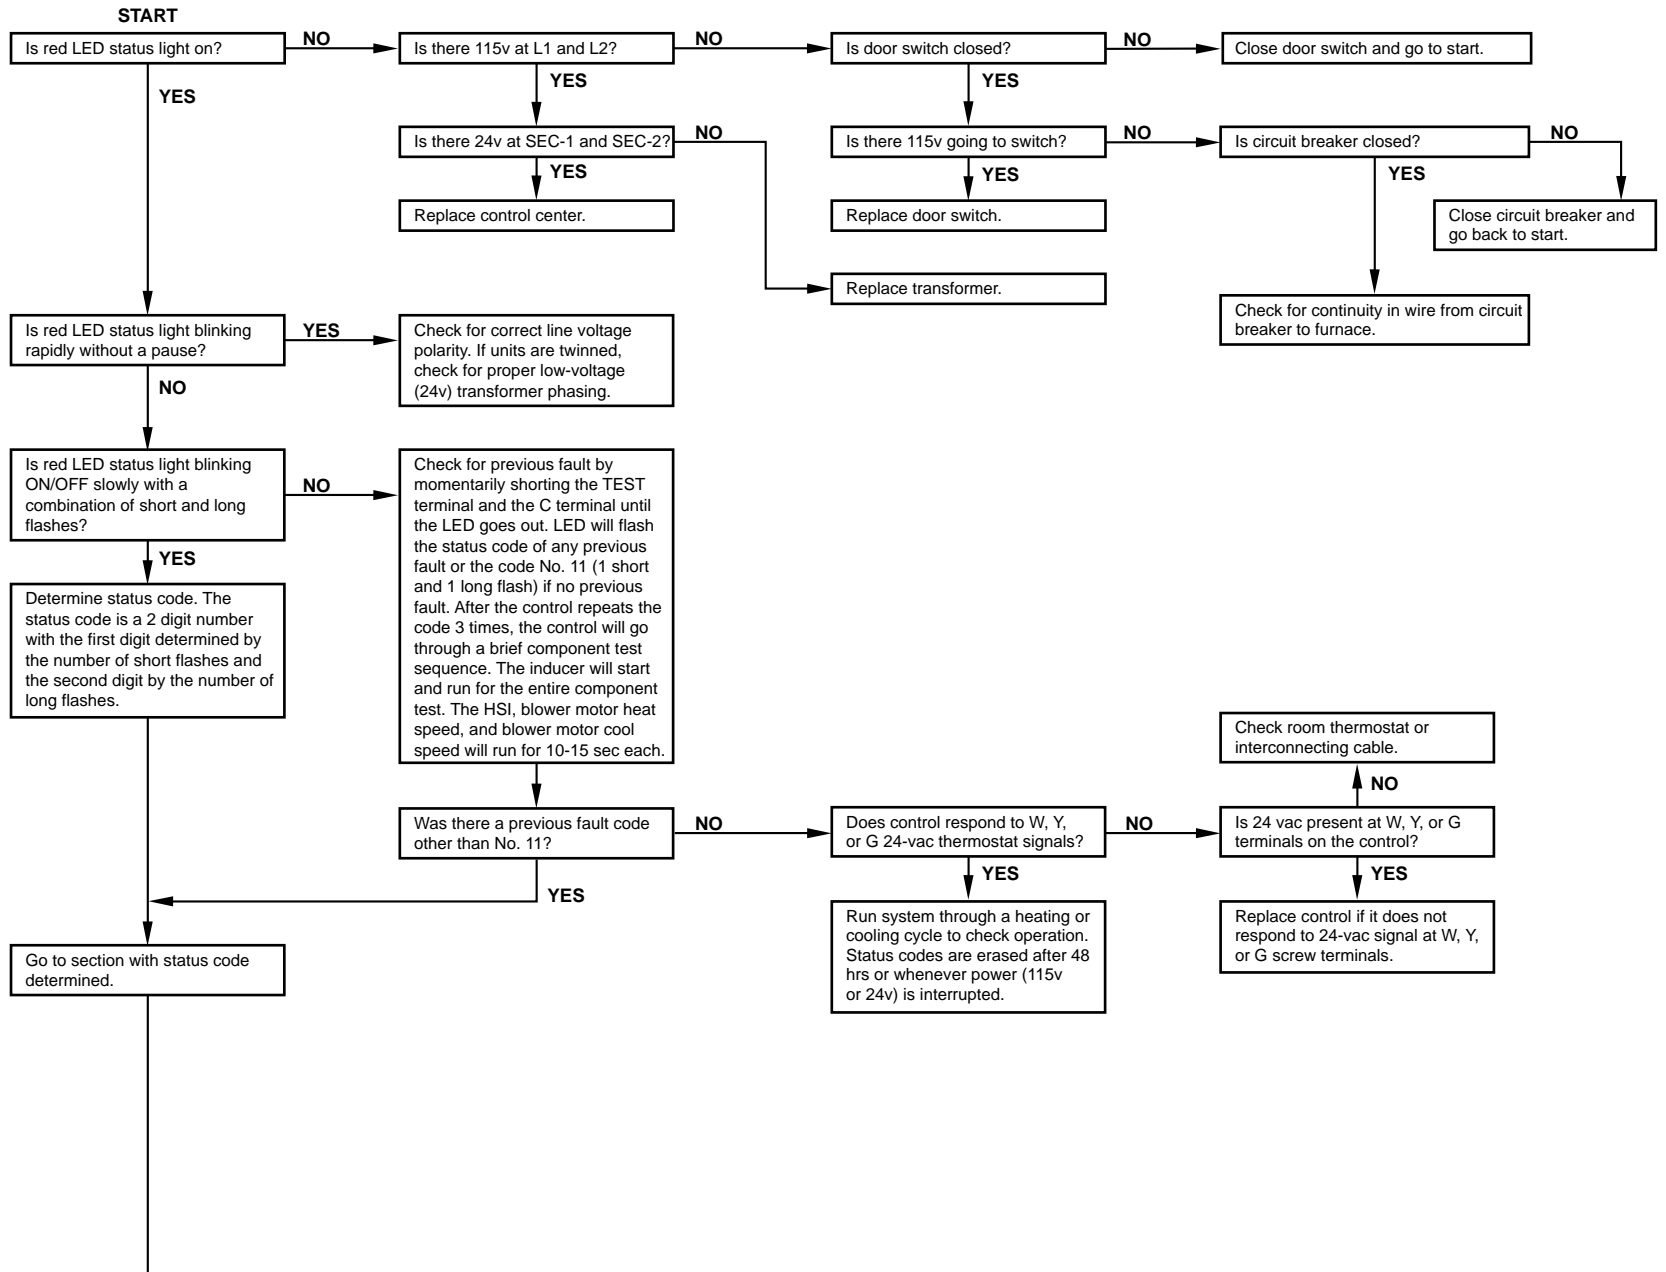 START
Is red LED status light on?
NO
Is there 115v at L1 and L2?
NO
Is door switch closed?
NO
Close door switch and go to start.
YES
YES
YES
Is there 24v at SEC-1 and SEC-2?
NO
Is there 115v going to switch?
NO
Is circuit breaker closed?
NO
YES
YES
YES
Replace control center.
Replace door switch.
Close circuit breaker and
go back to start.
Replace transformer.
Check for continuity in wire from circuit
breaker to furnace.
Is red LED status light blinking
rapidly without a pause?
YES
Check for correct line voltage
polarity. If units are twinned,
check for proper low-voltage
(24v) transformer phasing.
NO
Is red LED status light blinking
ON/OFF slowly with a
combination of short and long
flashes?
NO
Check for previous fault by
momentarily shorting the TEST
terminal and the C terminal until
the LED goes out. LED will flash
the status code of any previous
fault or the code No. 11 (1 short
and 1 long flash) if no previous
fault. After the control repeats the
code 3 times, the control will go
through a brief component test
sequence. The inducer will start
and run for the entire component
test. The HSI, blower motor heat
speed, and blower motor cool
speed will run for 10-15 sec each.
YES
Determine status code. The
status code is a 2 digit number
with the first digit determined by
the number of short flashes and
the second digit by the number of
long flashes.
Check room thermostat or
interconnecting cable.
NO
Was there a previous fault code
other than No. 11?
NO
Does control respond to W, Y,
or G 24-vac thermostat signals?
NO
Is 24 vac present at W, Y, or G
terminals on the control?
YES
YES
YES
Run system through a heating or
cooling cycle to check operation.
Status codes are erased after 48
hrs or whenever power (115v
or 24v) is interrupted.
Replace control if it does not
respond to 24-vac signal at W, Y,
or G screw terminals.
Go to section with status code
determined.